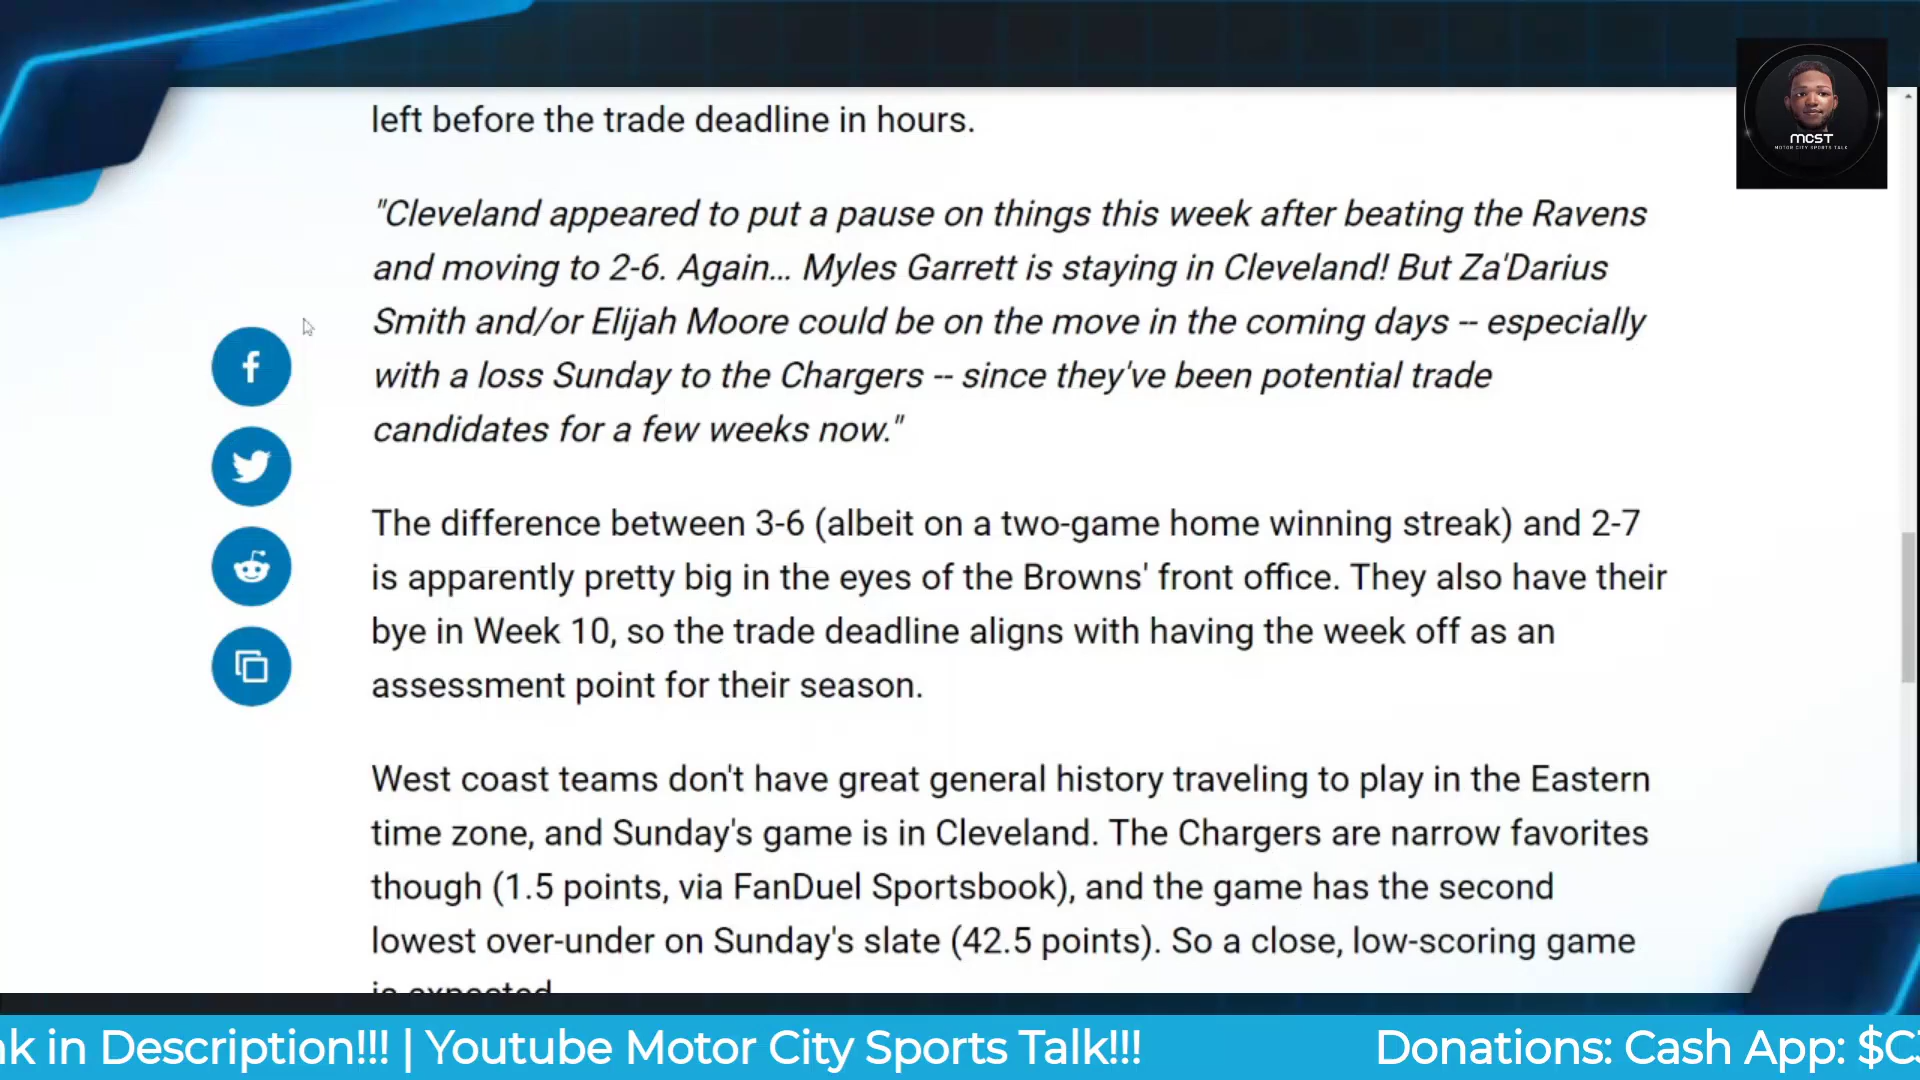 left before the trade deadline in hours.
MCST
MOTOR CITY SPORTS TALK
"Cleveland appeared to put a pause on things this week after beating the Ravens
and moving to 2-6. Again... Myles Garrett is staying in Cleveland! But Za'Darius
Smith and/or Elijah Moore could be on the move in the coming days -- especially
with a loss Sunday to the Chargers -- since they've been potential trade
candidates for a few weeks now."
The difference between 3-6 (albeit on a two-game home winning streak) and 2-7
is apparently pretty big in the eyes of the Browns' front office. They also have their
bye in Week 10, so the trade deadline aligns with having the week off as an
assessment point for their season.
West coast teams don't have great general history traveling to play in the Eastern
time zone, and Sunday's game is in Cleveland. The Chargers are narrow favorites
though (1.5 points, via FanDuel Sportsbook), and the game has the second
lowest over-under on Sunday's slate (42.5 points). So a close, low-scoring game
is expected
in Description!!! | Youtube Motor City Sports Talk!!! Donations: Cash App: